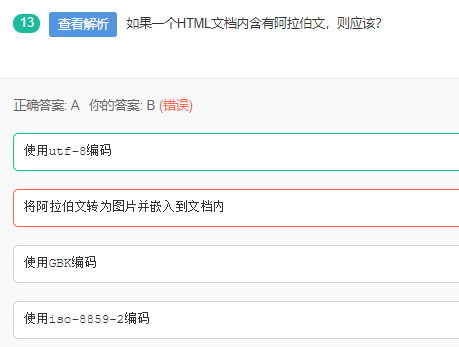 13 查看解析 如果一个HTML文档内含有阿拉伯文，则应该?
正确答案: A 你的答案: B (错误)
使用utf-8编码
将阿拉伯文转为图片并嵌入到文档内
使用GBK编码
使用iso-8859-2编码